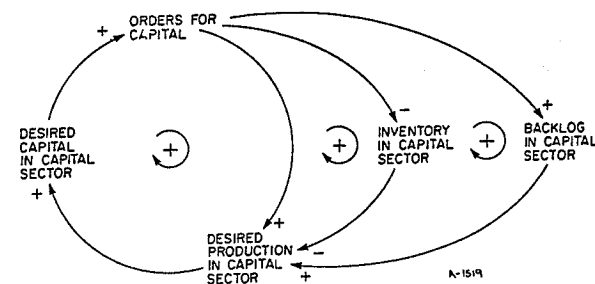 ORDERS FOR
CAPITAL
+
-
+
DESIRED
CAPITAL
IN CAPITAL
SECTOR
+
+
+
INVENTORY
IN CAPITAL
SECTOR
+
BACKLOG
IN CAPITAL
SECTOR
+
DESIRED
PRODUCTION
IN CAPITAL
SECTOR
-
+
A-1519